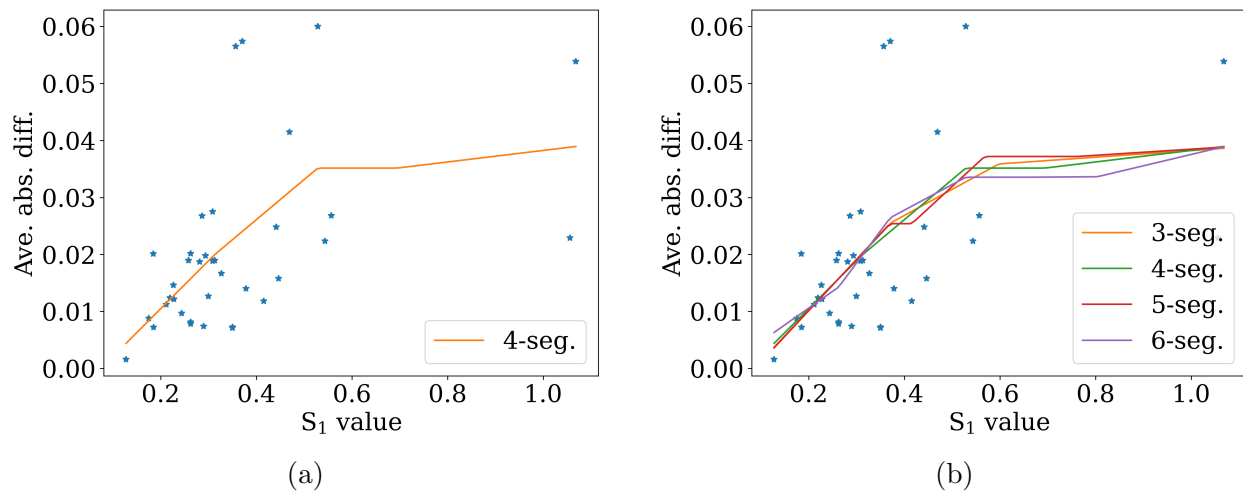 0.06
0.05
0.04
0.03
0.02
0.01
0.00
Ave. abs. diff.
0.2 0.4 0.6 0.8 1.0
S₁ value
4-seg.
(a)
0.06
0.05
0.04
0.03
0.02
0.01
0.00
Ave. abs. diff.
0.2 0.4 0.6 0.8 1.0
S₁ value
3-seg.
4-seg.
5-seg.
6-seg.
(b)